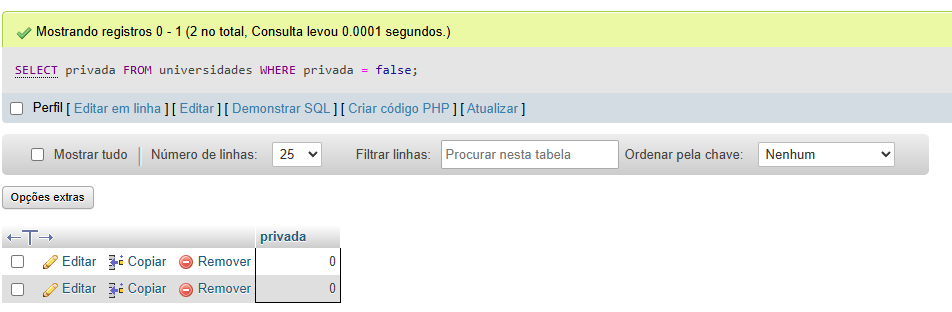 Mostrando registros 0 - 1 (2 no total, Consulta levou 0.0001 segundos.)
SELECT privada FROM universidades WHERE privada = false;
Perfil [ Editar em linha ] [ Editar ] [ Demonstrar SQL ] [ Criar código PHP ] [ Atualizar ]
Mostrar tudo Número de linhas: 25 Filtrar linhas: Procurar nesta tabela Ordenar pela chave: Nenhum
Opções extras
privada
Editar Copiar Remover 0
Editar Copiar Remover 0